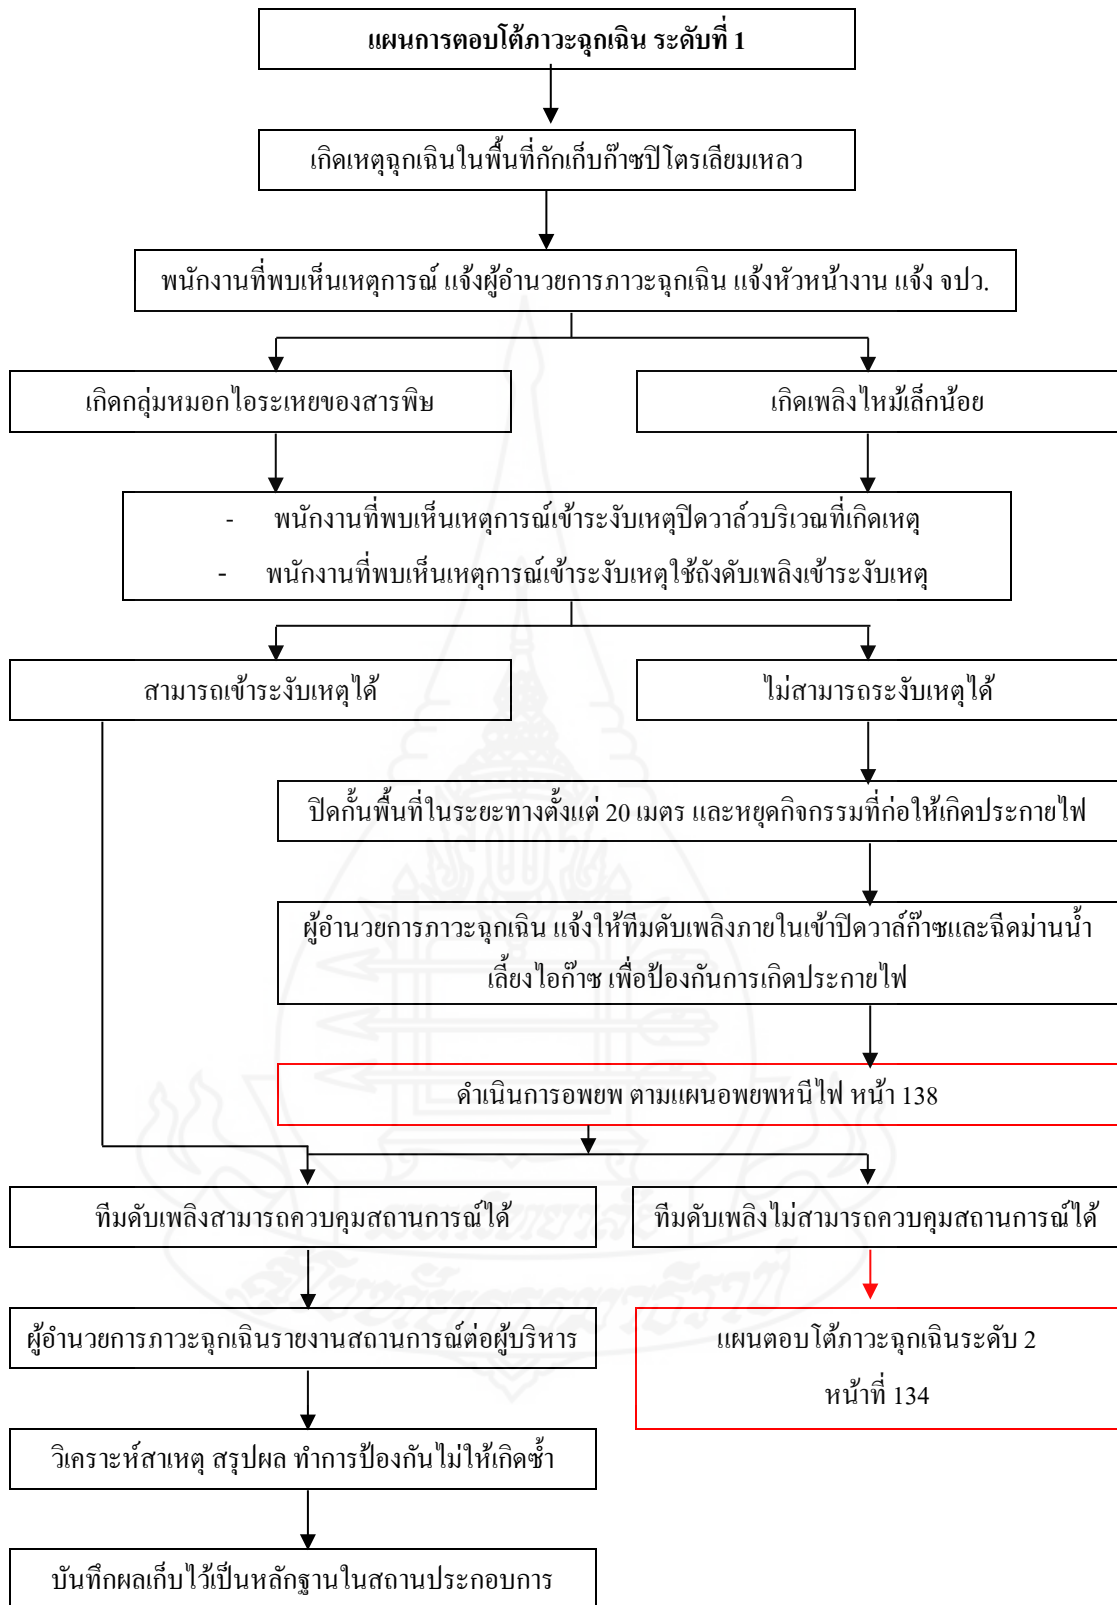 แผนการตอบโต้ภาวะฉุกเฉิน ระดับที่ 1
เกิดเหตุฉุกเฉินในพื้นที่กักเก็บก๊าซปิโตรเลียมเหลว
พนักงานที่พบเห็นเหตุการณ์ แจ้งผู้อำนวยการภาวะฉุกเฉิน แจ้งหัวหน้างาน แจ้ง จปว.
เกิดกลุ่มหมอกไอระเหยของสารพิษ
เกิดเพลิงไหม้เล็กน้อย
- พนักงานที่พบเห็นเหตุการณ์เข้าระงับเหตุปิดวาล์วบริเวณที่เกิดเหตุ
- พนักงานที่พบเห็นเหตุการณ์เข้าระงับเหตุใช้ถังดับเพลิงเข้าระงับเหตุ
สามารถเข้าระงับเหตุได้
ไม่สามารถระงับเหตุได้
ปิดกั้นพื้นที่ในระยะทางตั้งแต่ 20 เมตร และหยุดกิจกรรมที่ก่อให้เกิดประกายไฟ
ผู้อำนวยการภาวะฉุกเฉิน แจ้งให้ทีมดับเพลิงภายในเข้าปิดวาล์ก๊าซและฉีดม่านน้ำ
เลี้ยงไอก๊าซ เพื่อป้องกันการเกิดประกายไฟ
ดำเนินการอพยพ ตามแผนอพยพหนีไฟ หน้า 138
ทีมดับเพลิงสามารถควบคุมสถานการณ์ได้
ทีมดับเพลิงไม่สามารถควบคุมสถานการณ์ได้
ผู้อำนวยการภาวะฉุกเฉินรายงานสถานการณ์ต่อผู้บริหาร
แผนตอบโต้ภาวะฉุกเฉินระดับ 2
หน้าที่ 134
วิเคราะห์สาเหตุ สรุปผล ทำการป้องกันไม่ให้เกิดซ้ำ
บันทึกผลเก็บไว้เป็นหลักฐานในสถานประกอบการ